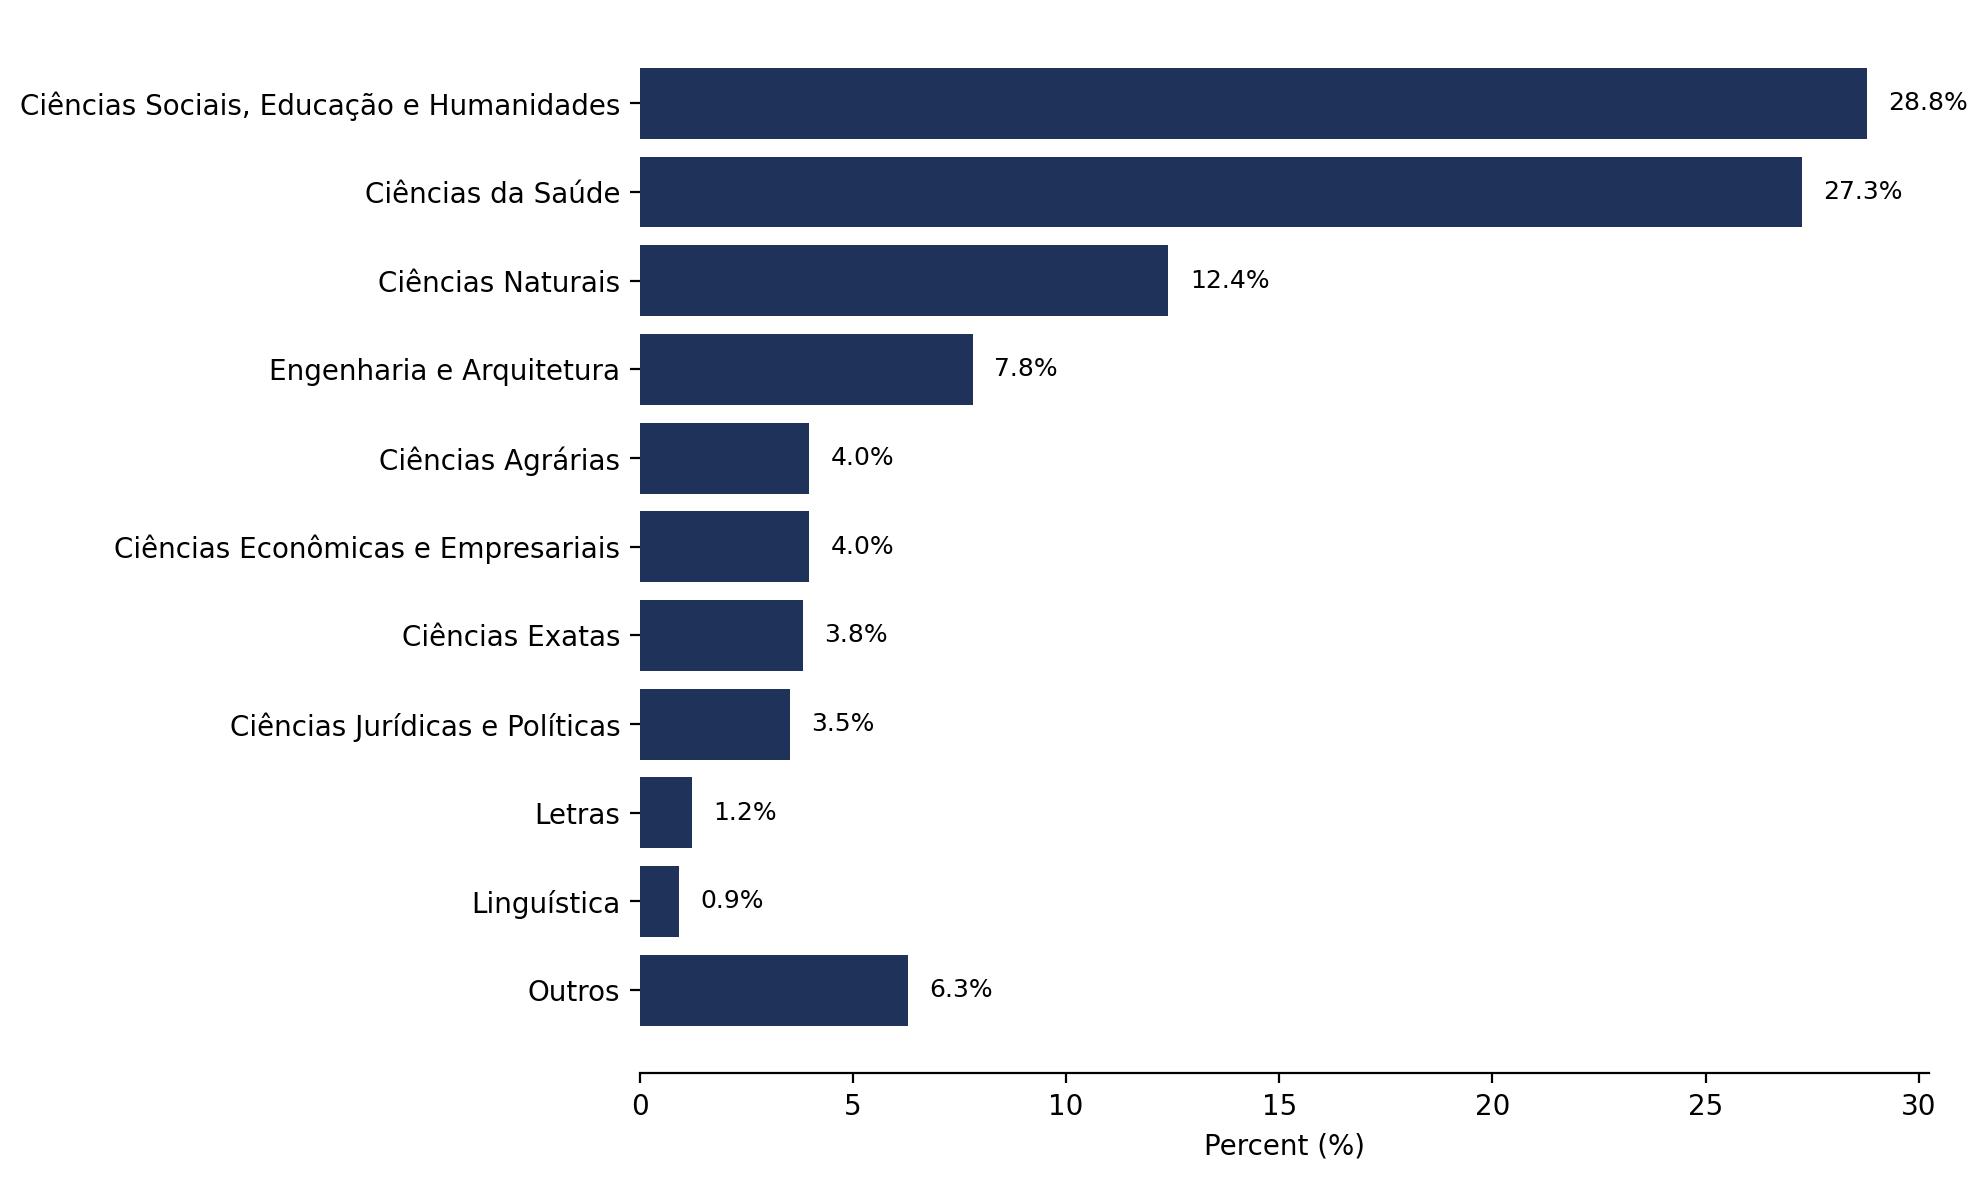 Ciências Sociais, Educação e Humanidades 28.8%
Ciências da Saúde 27.3%
Ciências Naturais 12.4%
Engenharia e Arquitetura 7.8%
Ciências Agrárias 4.0%
Ciências Econômicas e Empresariais 4.0%
Ciências Exatas 3.8%
Ciências Jurídicas e Políticas 3.5%
Letras 1.2%
Linguística 0.9%
Outros 6.3%
0 5 10 15 20 25 30
Percent (%)